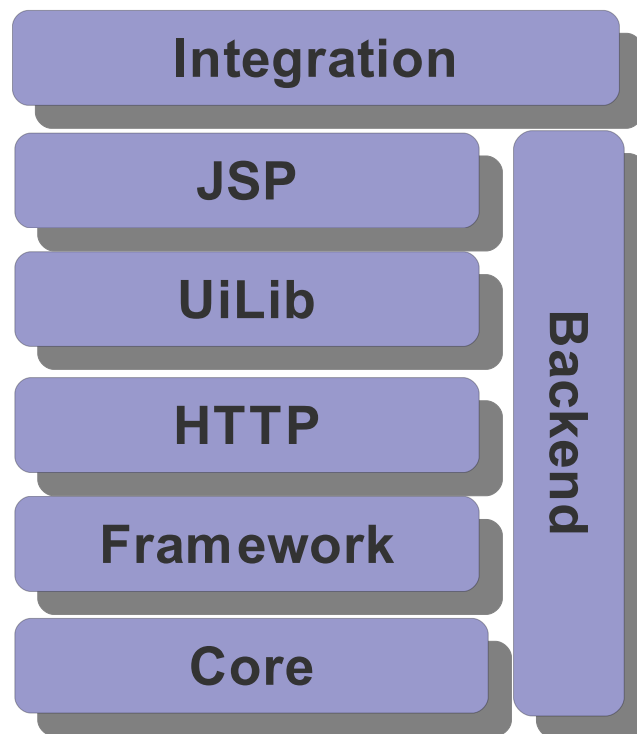 Integration
JSP
UiLib
HTTP
Framework
Core
Backend